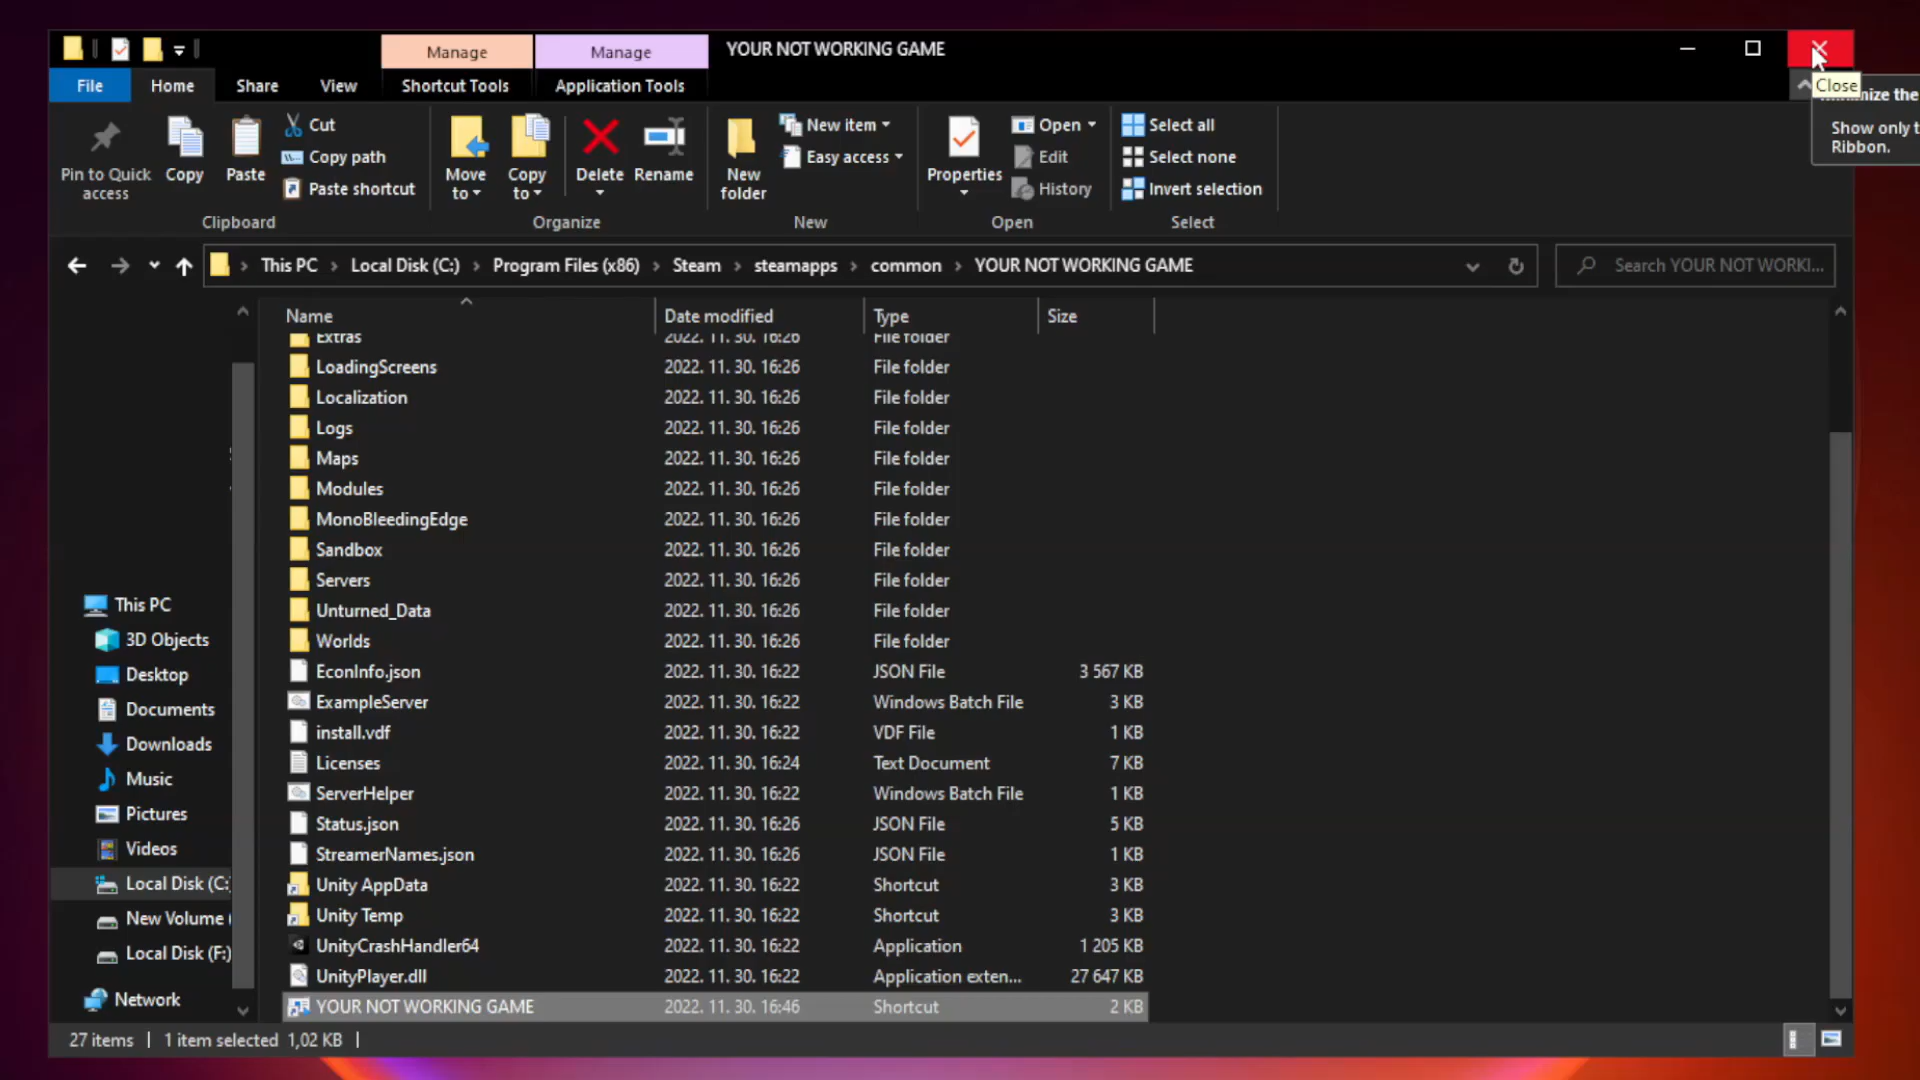 Manage
Manage
YOUR NOT WORKING GAME
File
Home
Share
View
Shortcut Tools
Application Tools
Close
Show only t
Ribbon.
Pin to Quick
access
Copy
Paste
Cut
Copy path
Paste shortcut
Clipboard
Move
to
Copy
to
Delete
Rename
Organize
New
folder
New item
Easy access
New
Properties
Open
Edit
History
Open
Select all
Select none
Invert selection
Select
This PC
Local Disk (C:)
Program Files (x86)
Steam
steamapps
common
YOUR NOT WORKING GAME
Search YOUR NOT WORKI...
Name
Date modified
Type
Size
Extras 2022. 11. 30. 16:26 File folder
LoadingScreens 2022. 11. 30. 16:26 File folder
Localization 2022. 11. 30. 16:26 File folder
Logs 2022. 11. 30. 16:26 File folder
Maps 2022. 11. 30. 16:26 File folder
Modules 2022. 11. 30. 16:26 File folder
MonoBleedingEdge 2022. 11. 30. 16:26 File folder
Sandbox 2022. 11. 30. 16:26 File folder
Servers 2022. 11. 30. 16:26 File folder
Unturned_Data 2022. 11. 30. 16:26 File folder
Worlds 2022. 11. 30. 16:26 File folder
EconInfo.json 2022. 11. 30. 16:22 JSON File 3 567 KB
ExampleServer 2022. 11. 30. 16:22 Windows Batch File 3 KB
install.vdf 2022. 11. 30. 16:22 VDF File 1 KB
Licenses 2022. 11. 30. 16:24 Text Document 7 KB
ServerHelper 2022. 11. 30. 16:22 Windows Batch File 1 KB
Status.json 2022. 11. 30. 16:26 JSON File 5 KB
StreamerNames.json 2022. 11. 30. 16:26 JSON File 1 KB
Unity AppData 2022. 11. 30. 16:22 Shortcut 3 KB
Unity Temp 2022. 11. 30. 16:22 Shortcut 3 KB
UnityCrashHandler64 2022. 11. 30. 16:22 Application 1 205 KB
UnityPlayer.dll 2022. 11. 30. 16:22 Application exten... 27 647 KB
YOUR NOT WORKING GAME 2022. 11. 30. 16:46 Shortcut 2 KB
This PC
3D Objects
Desktop
Documents
Downloads
Music
Pictures
Videos
Local Disk (C:
New Volume (
Local Disk (F:)
Network
27 items
1 item selected 1,02 KB